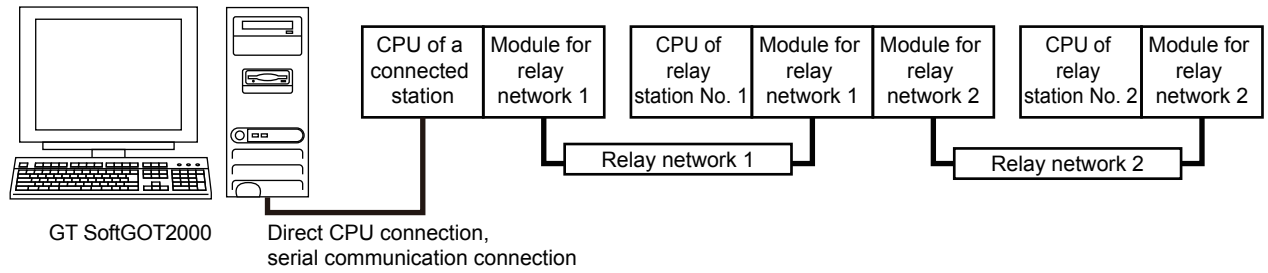 CPU of a
connected
station
Module for
relay
network 1
CPU of
relay
station No. 1
Module for
relay
network 1
Module for
relay
network 2
CPU of
relay
station No. 2
Module for
relay
network 2
Relay network 1
Relay network 2
GT SoftGOT2000
Direct CPU connection,
serial communication connection